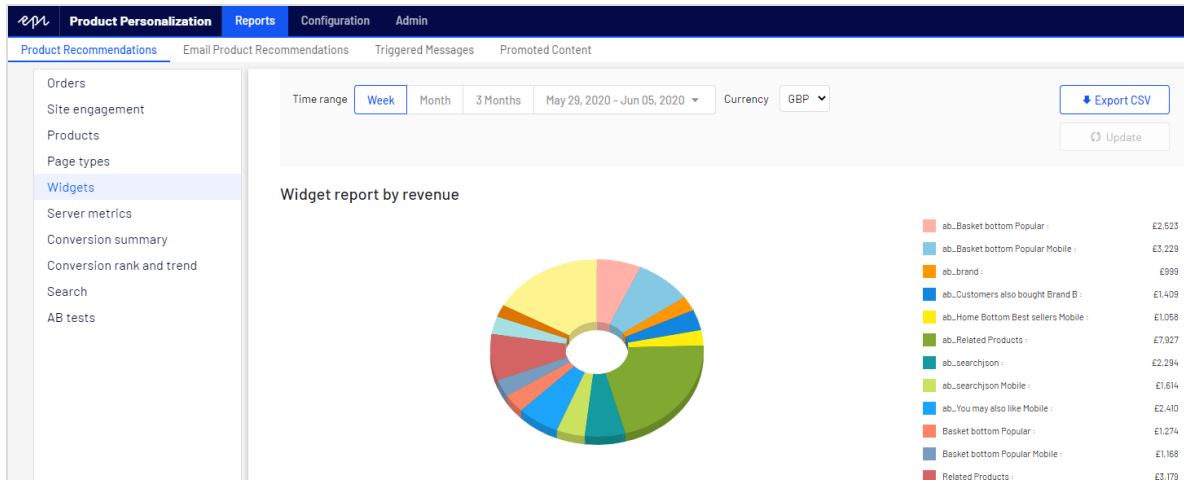 epi Product Personalization Reports Configuration Admin
Product Recommendations Email Product Recommendations Triggered Messages Promoted Content
Orders
Site engagement
Products
Page types
Widgets
Server metrics
Conversion summary
Conversion rank and trend
Search
AB tests
Time range Week Month 3 Months May 29, 2020 - Jun 05, 2020 Currency GBP
Export CSV
Update
Widget report by revenue
ab_Basket bottom Popular : £2,523
ab_Basket bottom Popular Mobile : £3,229
ab_brand : £999
ab_Customers also bought Brand B : £1,409
ab_Home Bottom Best sellers Mobile : £1,058
ab_Related Products : £7,927
ab_searchjson : £2,294
ab_searchjson Mobile : £1,614
ab_You may also like Mobile : £2,410
Basket bottom Popular : £1,274
Basket bottom Popular Mobile : £1,168
Related Products : £3,179